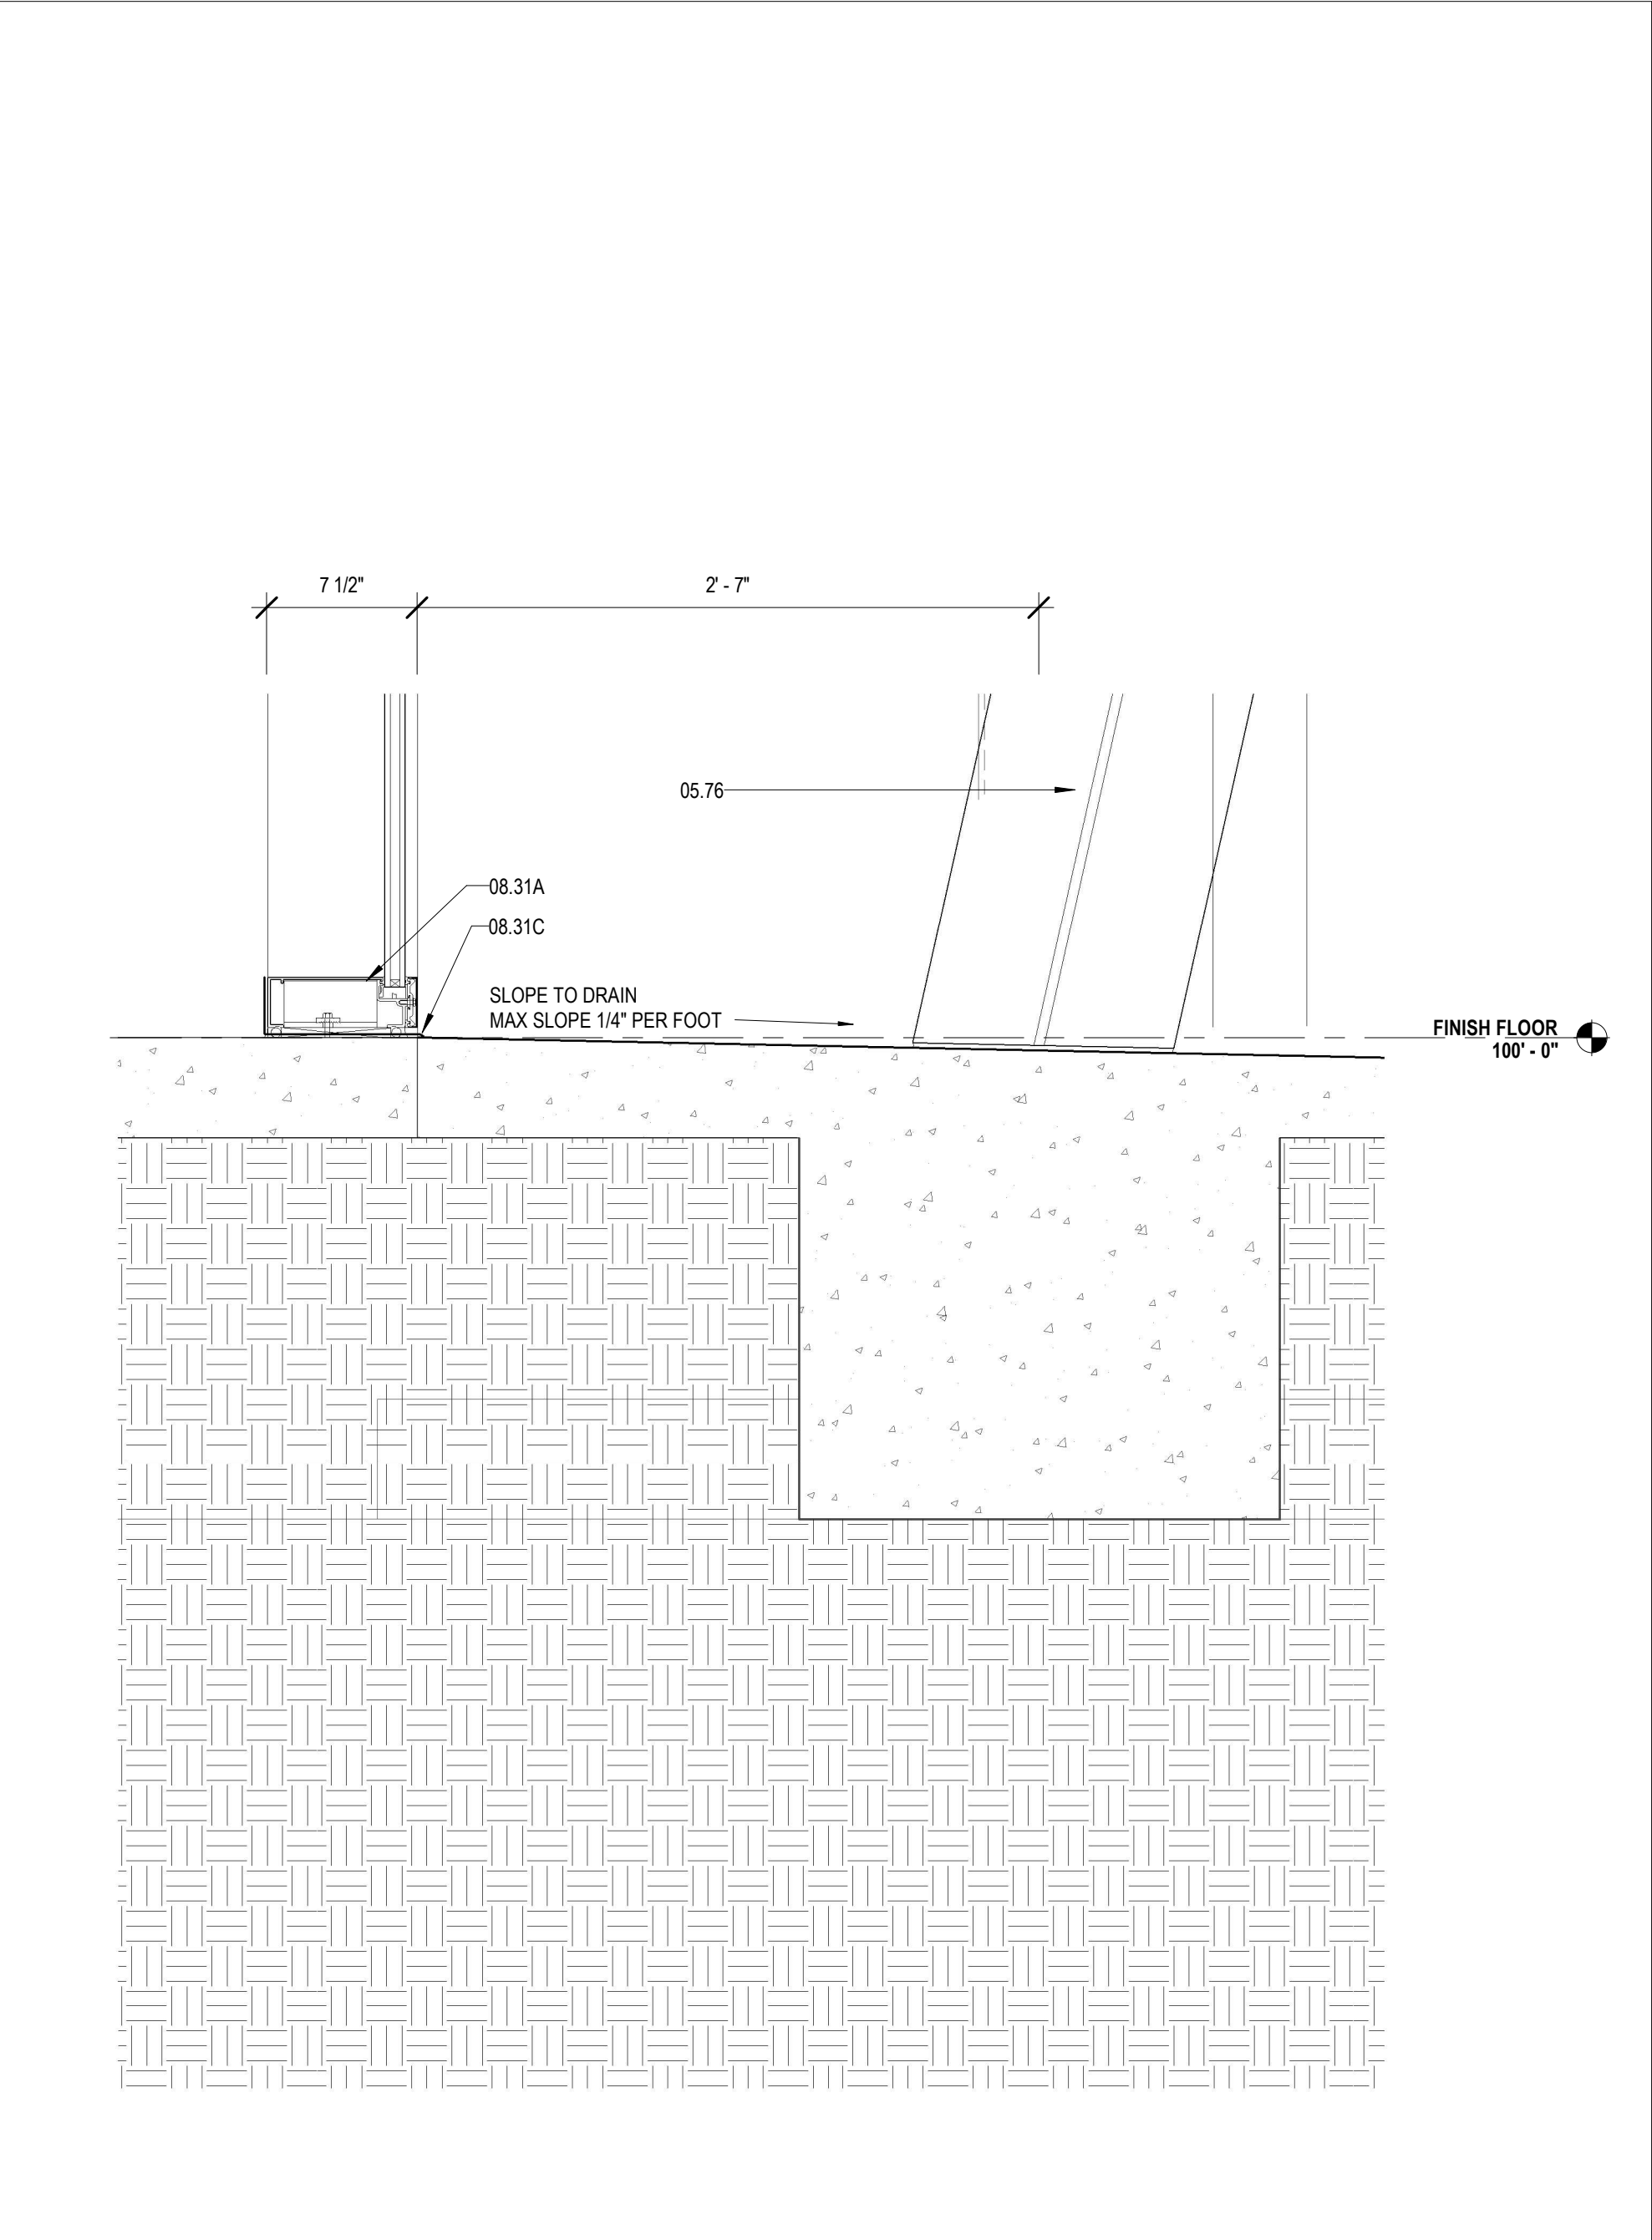 7 1/2"
2' - 7"
05.76
08.31A
08.31C
SLOPE TO DRAIN
MAX SLOPE 1/4" PER FOOT
FINISH FLOOR
100' - 0"